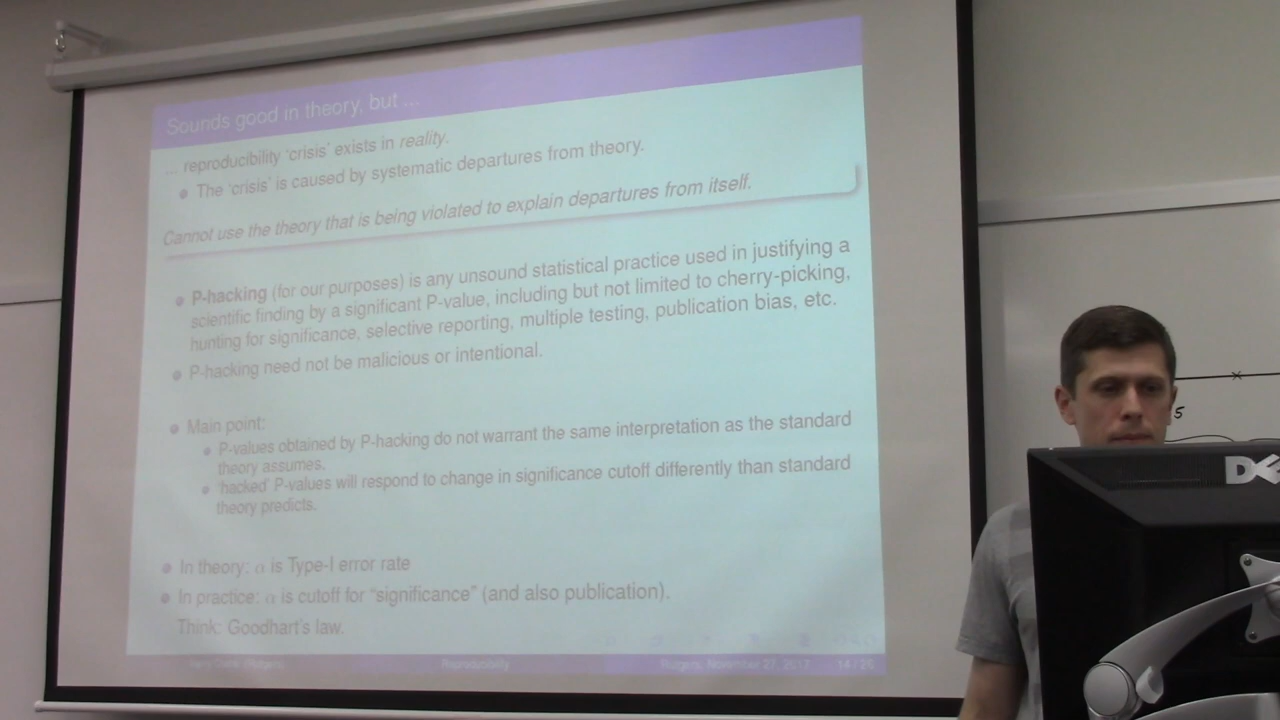 Sounds good in theory, but ...
... reproducibility ‘crisis’ exists in reality.
The ‘crisis’ is caused by systematic departures from theory.
Cannot use the theory that is being violated to explain departures from itself.
P-hacking (for our purposes) is any unsound statistical practice used in justifying a
scientific finding by a significant P-value, including but not limited to cherry-picking,
hunting for significance, selective reporting, multiple testing, publication bias, etc.
P-hacking need not be malicious or intentional.
Main point:
P-values obtained by P-hacking do not warrant the same interpretation as the standard
theory assumes.
‘hacked’ P-values will respond to change in significance cutoff differently than standard
theory predicts.
In theory: α is Type-I error rate
In practice: α is cutoff for “significance” (and also publication).
Think: Goodhart's law.
(Rutgers) Reproducibility Rutgers, November 27, 2017 14 / 25
5
DELL